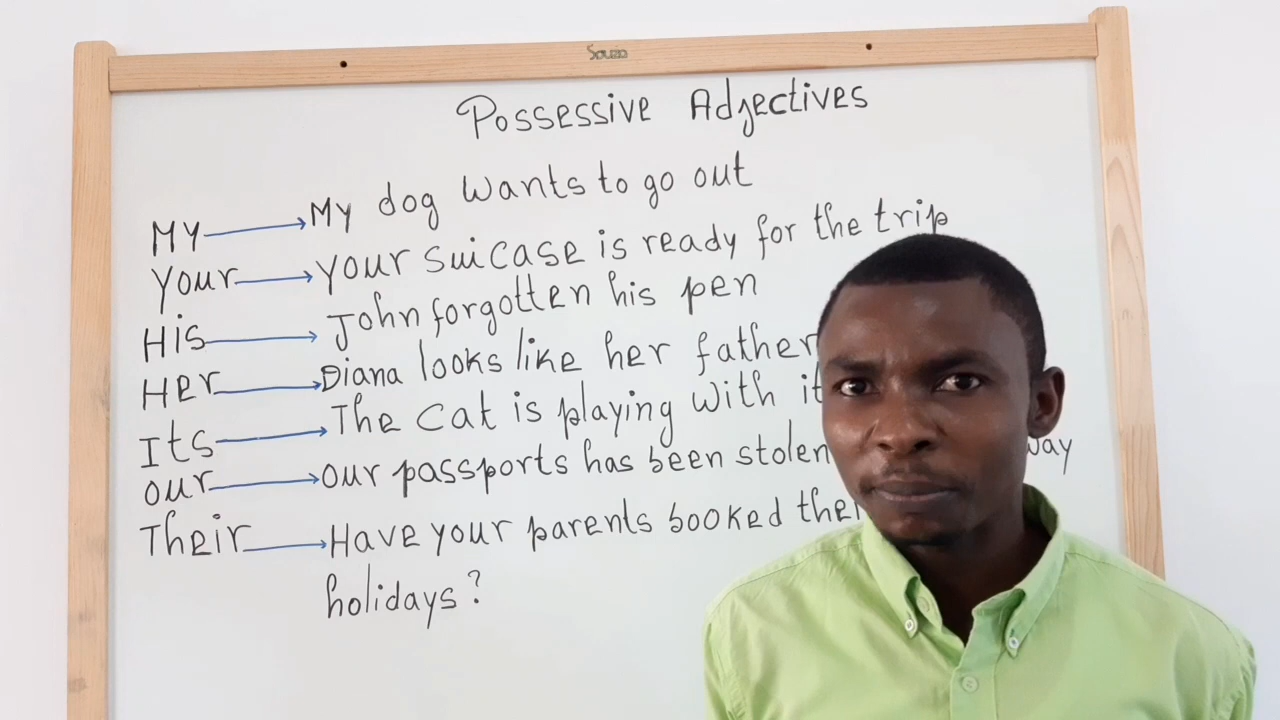 Possessive Adjectives
MY → My dog wants to go out
Your → Your suicase is ready for the trip
His → John forgotten his pen
Her → Diana looks like her father
Its → The cat is playing with
our → our passports has been stolen
Their → Have your parents booked
holidays?